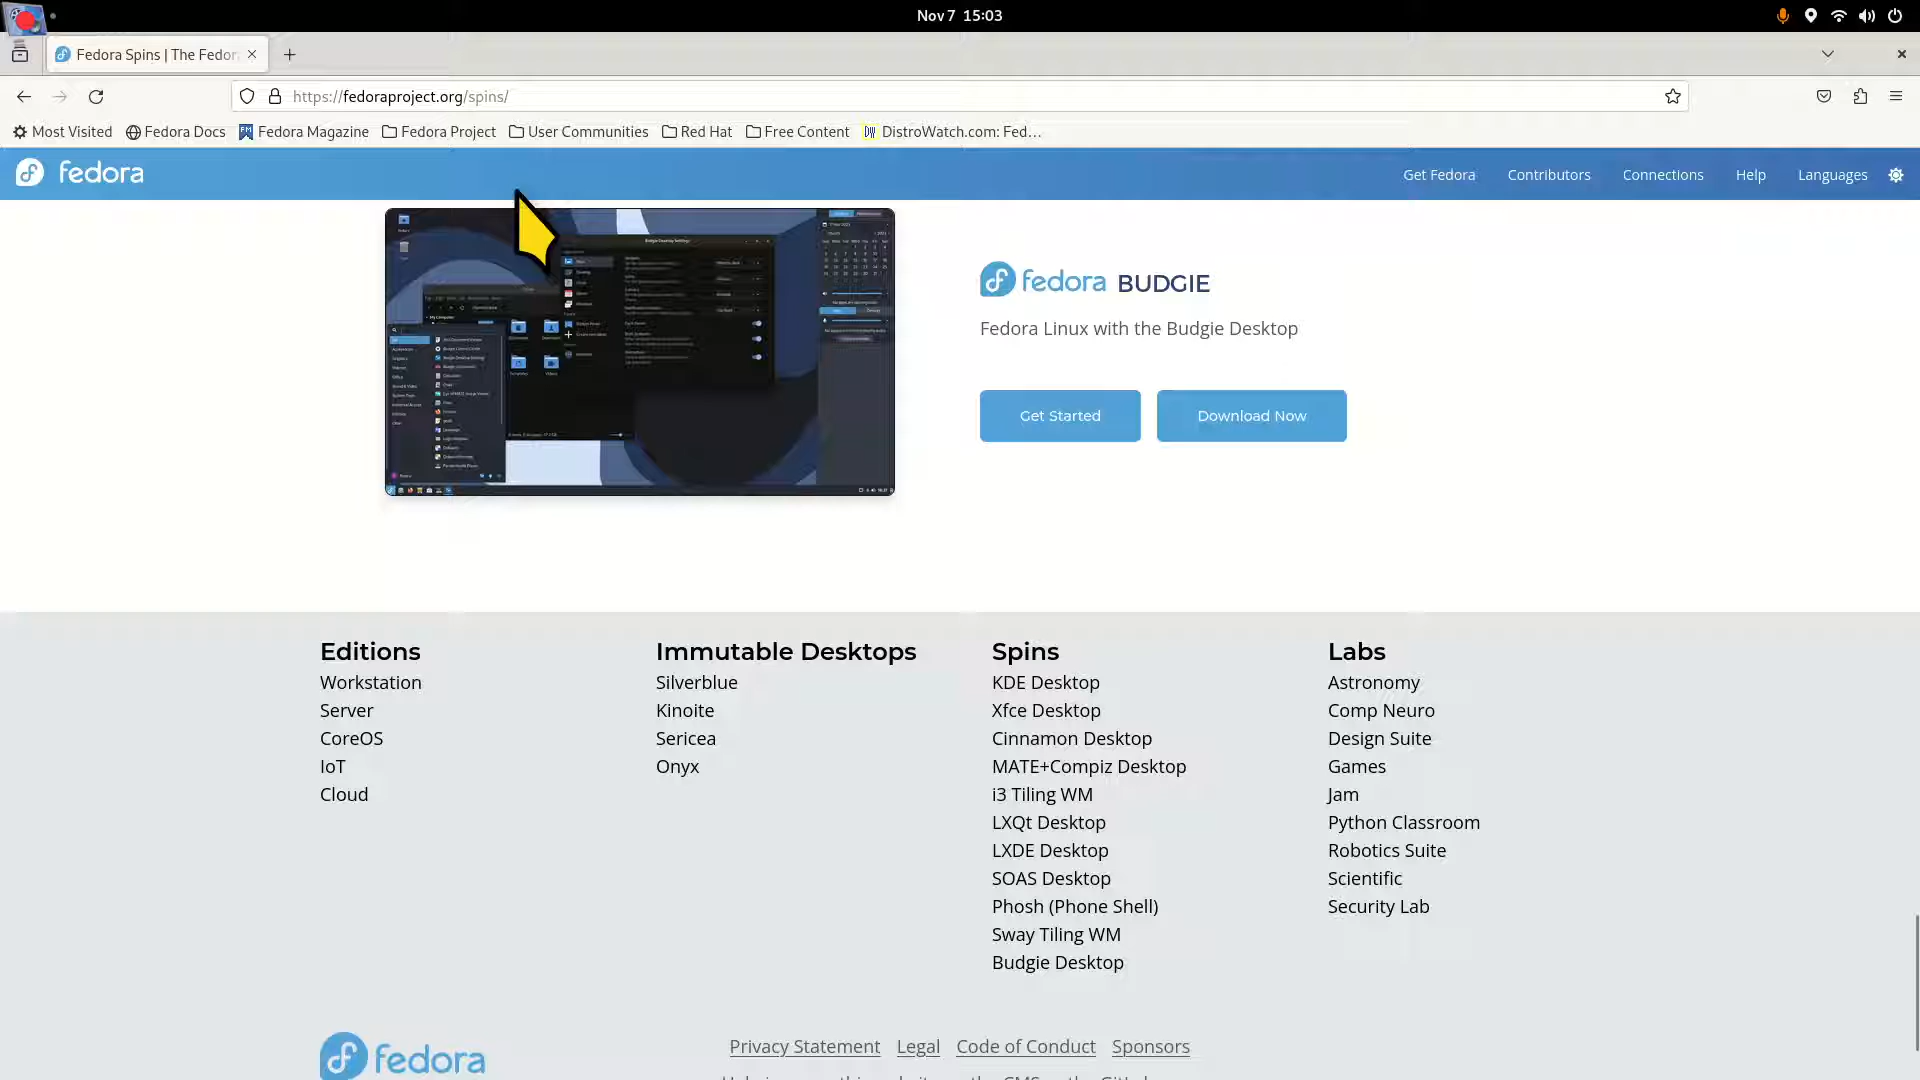 Nov 7 15:03
Fedora Spins | The Fedor
https://fedoraproject.org/spins/
Most Visited Fedora Docs Fedora Magazine Fedora Project User Communities Red Hat Free Content DistroWatch.com: Fed…
fedora Get Fedora Contributors Connections Help Languages
fedora BUDGIE
Fedora Linux with the Budgie Desktop
Get Started Download Now
Editions
Workstation
Server
CoreOS
IoT
Cloud
Immutable Desktops
Silverblue
Kinoite
Sericea
Onyx
Spins
KDE Desktop
Xfce Desktop
Cinnamon Desktop
MATE+Compiz Desktop
i3 Tiling WM
LXQt Desktop
LXDE Desktop
SOAS Desktop
Phosh (Phone Shell)
Sway Tiling WM
Budgie Desktop
Labs
Astronomy
Comp Neuro
Design Suite
Games
Jam
Python Classroom
Robotics Suite
Scientific
Security Lab
fedora
Privacy Statement Legal Code of Conduct Sponsors